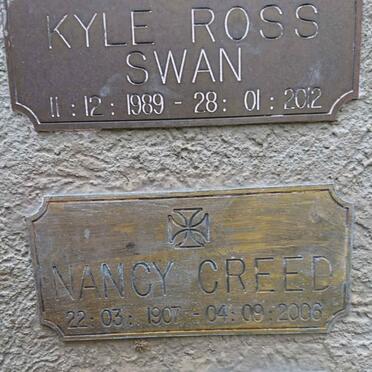 KYLE ROSS
SWAN
11 : 12 : 1989 - 28 : 01 : 2012
NANCY CREED
22 : 03 : 1907 - 04 : 09 : 2006